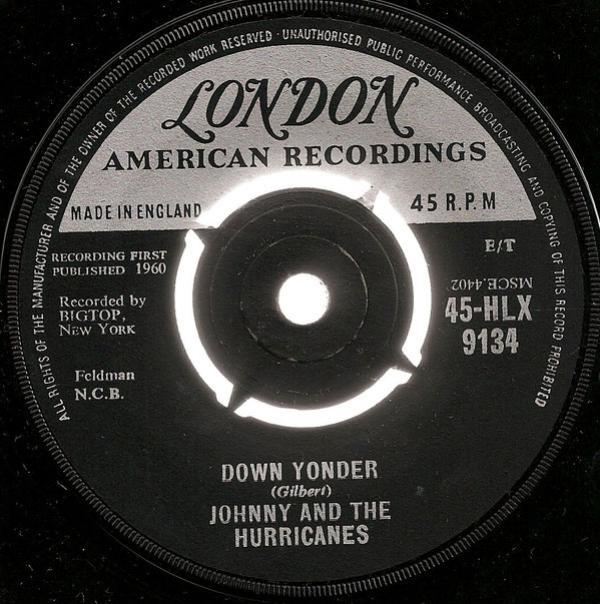 ALL RIGHTS OF THE MANUFACTURER AND OF THE OWNER OF THE RECORDED WORK RESERVED · UNAUTHORISED PUBLIC PERFORMANCE BROADCASTING AND COPYING OF THIS RECORD PROHIBITED
LONDON
AMERICAN RECORDINGS
MADE IN ENGLAND
45 R.P.M
E/T
RECORDING FIRST
PUBLISHED 1960
MSCE.4402
Recorded by
BIGTOP,
NEW YORK
45-HLX
9134
Feldman
N.C.B.
DOWN YONDER
(Gilbert)
JOHNNY AND THE
HURRICANES